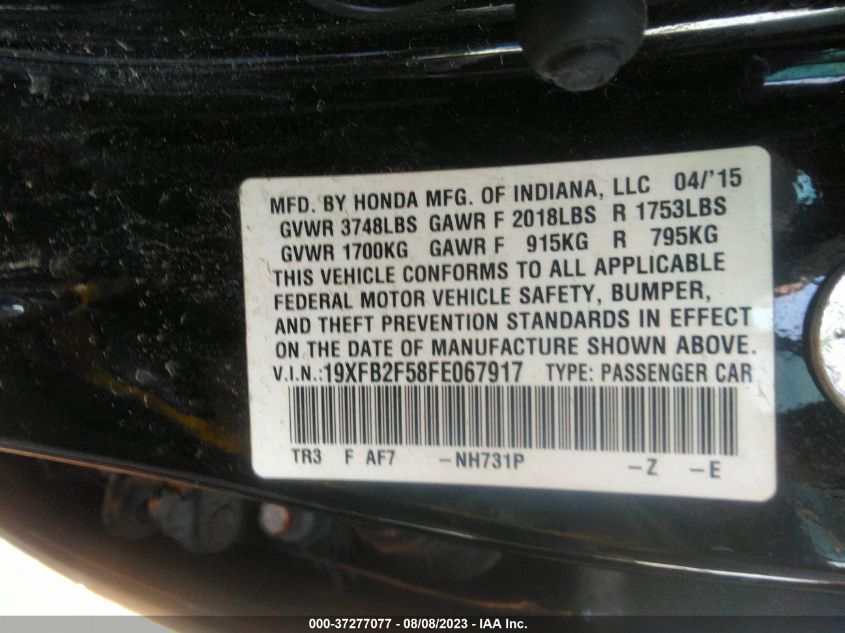 MFD. BY HONDA MFG. OF INDIANA, LLC 04/'15
GVWR 3748LBS GAWR F 2018LBS R 1753LBS
GVWR 1700KG GAWR F 915KG R 795KG
THIS VEHICLE CONFORMS TO ALL APPLICABLE
FEDERAL MOTOR VEHICLE SAFETY, BUMPER,
AND THEFT PREVENTION STANDARDS IN EFFECT
ON THE DATE OF MANUFACTURE SHOWN ABOVE.
V.I.N.:19XFB2F58FE067917 TYPE: PASSENGER CAR
TR3 F AF7 -NH731P -Z -E
000-37277077 - 08/08/2023 - IAA Inc.